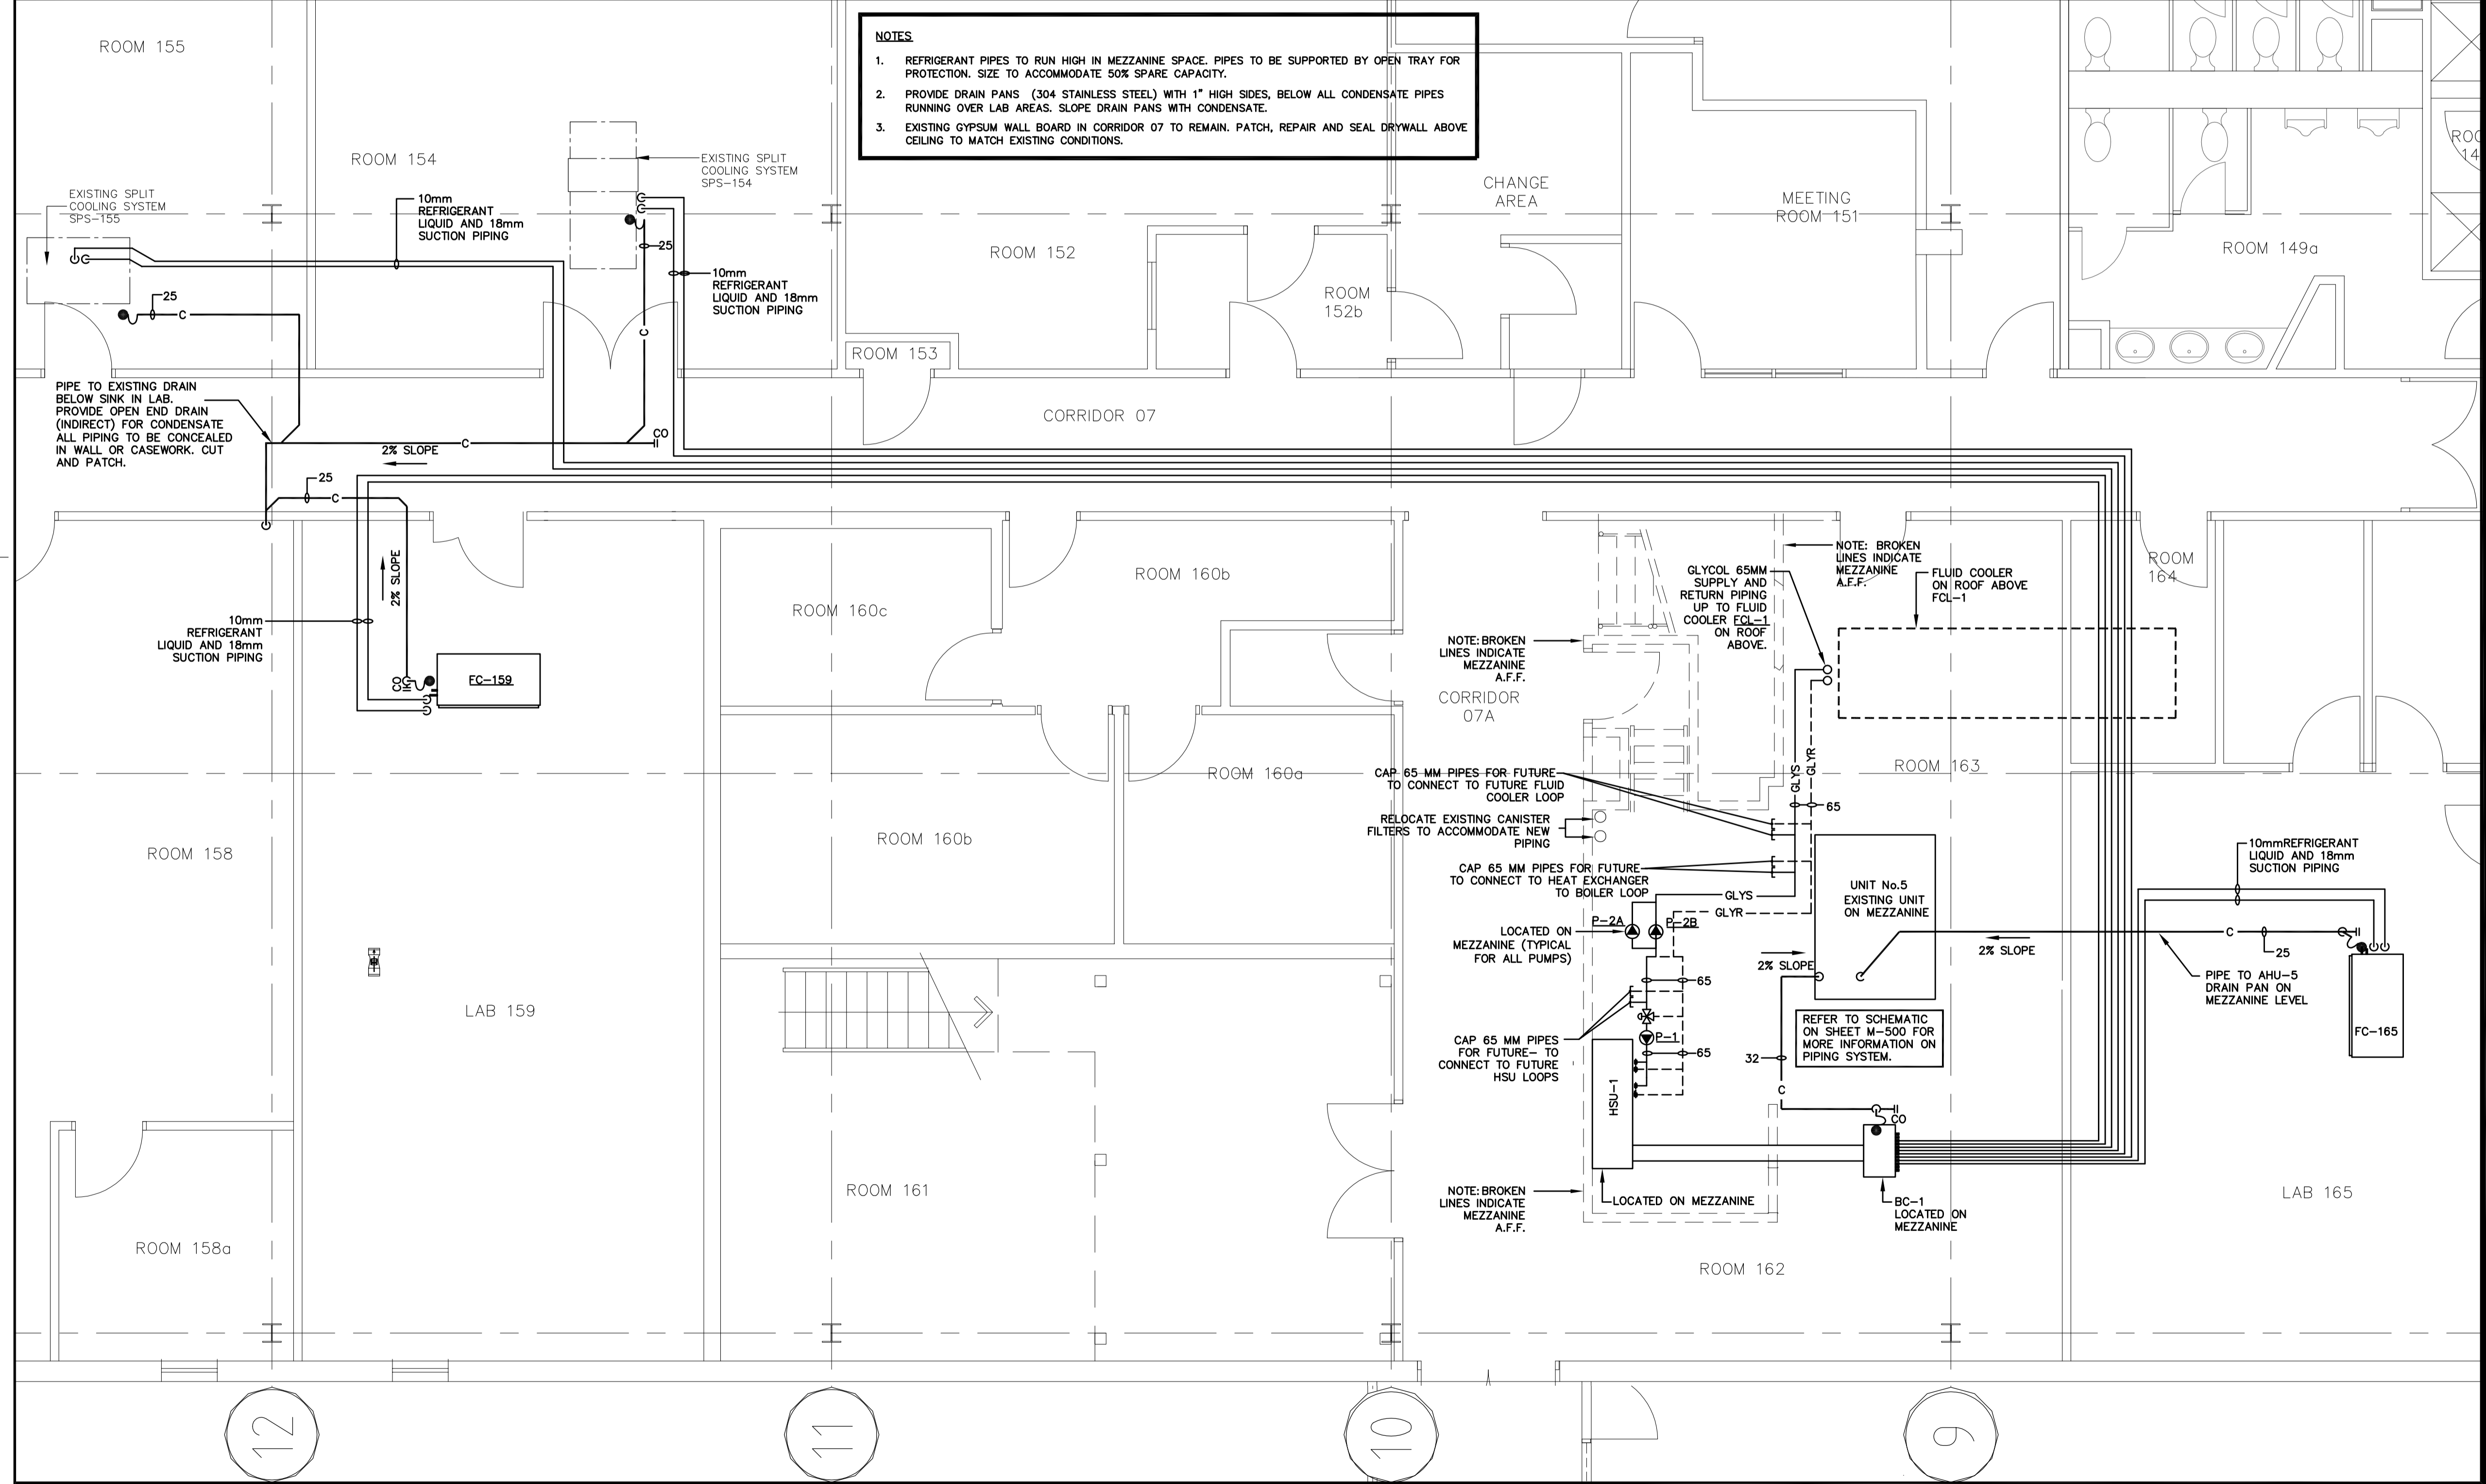 ROOM 155
NOTES
1. REFRIGERANT PIPES TO RUN HIGH IN MEZZANINE SPACE. PIPES TO BE SUPPORTED BY OPEN TRAY FOR
PROTECTION. SIZE TO ACCOMMODATE 50% SPARE CAPACITY.
2. PROVIDE DRAIN PANS (304 STAINLESS STEEL) WITH 1" HIGH SIDES, BELOW ALL CONDENSATE PIPES
RUNNING OVER LAB AREAS. SLOPE DRAIN PANS WITH CONDENSATE.
3. EXISTING GYPSUM WALL BOARD IN CORRIDOR 07 TO REMAIN. PATCH, REPAIR AND SEAL DRYWALL ABOVE
CEILING TO MATCH EXISTING CONDITIONS.
ROOM 154
EXISTING SPLIT
COOLING SYSTEM
SPS-154
EXISTING SPLIT
COOLING SYSTEM
SPS-155
10mm
REFRIGERANT
LIQUID AND 18mm
SUCTION PIPING
25
10mm
REFRIGERANT
LIQUID AND 18mm
SUCTION PIPING
C
25
C
ROOM 152
ROOM
152b
ROOM 153
CHANGE
AREA
MEETING
ROOM 151
ROOM 149a
CORRIDOR 07
PIPE TO EXISTING DRAIN
BELOW SINK IN LAB.
PROVIDE OPEN END DRAIN
(INDIRECT) FOR CONDENSATE
ALL PIPING TO BE CONCEALED
IN WALL OR CASEWORK. CUT
AND PATCH.
C
CO
2% SLOPE
25
C
2% SLOPE
10mm
REFRIGERANT
LIQUID AND 18mm
SUCTION PIPING
CO
FC-159
ROOM 160c
ROOM 160b
ROOM 160a
ROOM 160b
ROOM 158
LAB 159
ROOM 158a
ROOM 161
NOTE: BROKEN
LINES INDICATE
MEZZANINE
A.F.F.
CORRIDOR
07A
GLYCOL 65MM
SUPPLY AND
RETURN PIPING
UP TO FLUID
COOLER FCL-1
ON ROOF
ABOVE.
NOTE: BROKEN
LINES INDICATE
MEZZANINE
A.F.F.
FLUID COOLER
ON ROOF ABOVE
FCL-1
ROOM
164
ROOM 163
GLYS
GLYR
65
CAP 65 MM PIPES FOR FUTURE
TO CONNECT TO FUTURE FLUID
COOLER LOOP
RELOCATE EXISTING CANISTER
FILTERS TO ACCOMMODATE NEW
PIPING
CAP 65 MM PIPES FOR FUTURE
TO CONNECT TO HEAT EXCHANGER
TO BOILER LOOP
GLYS
GLYR
P-2A
P-2B
LOCATED ON
MEZZANINE (TYPICAL
FOR ALL PUMPS)
65
P-1
65
CAP 65 MM PIPES
FOR FUTURE- TO
CONNECT TO FUTURE
HSU LOOPS
HSU-1
UNIT No.5
EXISTING UNIT
ON MEZZANINE
2% SLOPE
REFER TO SCHEMATIC
ON SHEET M-500 FOR
MORE INFORMATION ON
PIPING SYSTEM.
32
C
CO
NOTE: BROKEN
LINES INDICATE
MEZZANINE
A.F.F.
LOCATED ON MEZZANINE
BC-1
LOCATED ON
MEZZANINE
10mmREFRIGERANT
LIQUID AND 18mm
SUCTION PIPING
C
25
2% SLOPE
PIPE TO AHU-5
DRAIN PAN ON
MEZZANINE LEVEL
FC-165
LAB 165
ROOM 162
12
11
10
9